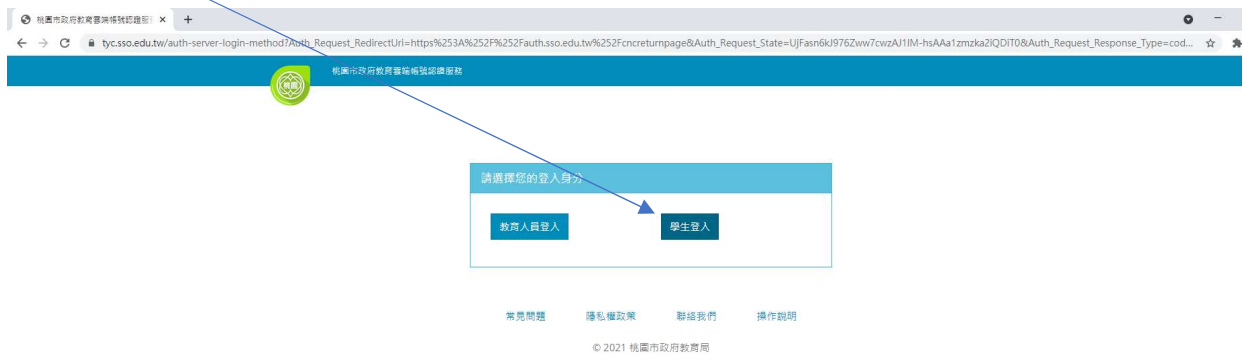 桃園市政府教育雲端帳號認證服 × +
tyc.sso.edu.tw/auth-server-login-method?Auth_Request_RedirectUri=https%253A%252F%252Fauth.sso.edu.tw%252Fcncreturnpage&Auth_Request_State=UjFasn6kJ976Zww7cwzAJ1IM-hsAAa1zmzka2iQDiT0&Auth_Request_Response_Type=cod...
桃園市政府教育雲端帳號認證服務
請選擇您的登入身分
教育人員登入 學生登入
常見問題 隱私權政策 聯絡我們 操作說明
© 2021 桃園市政府教育局